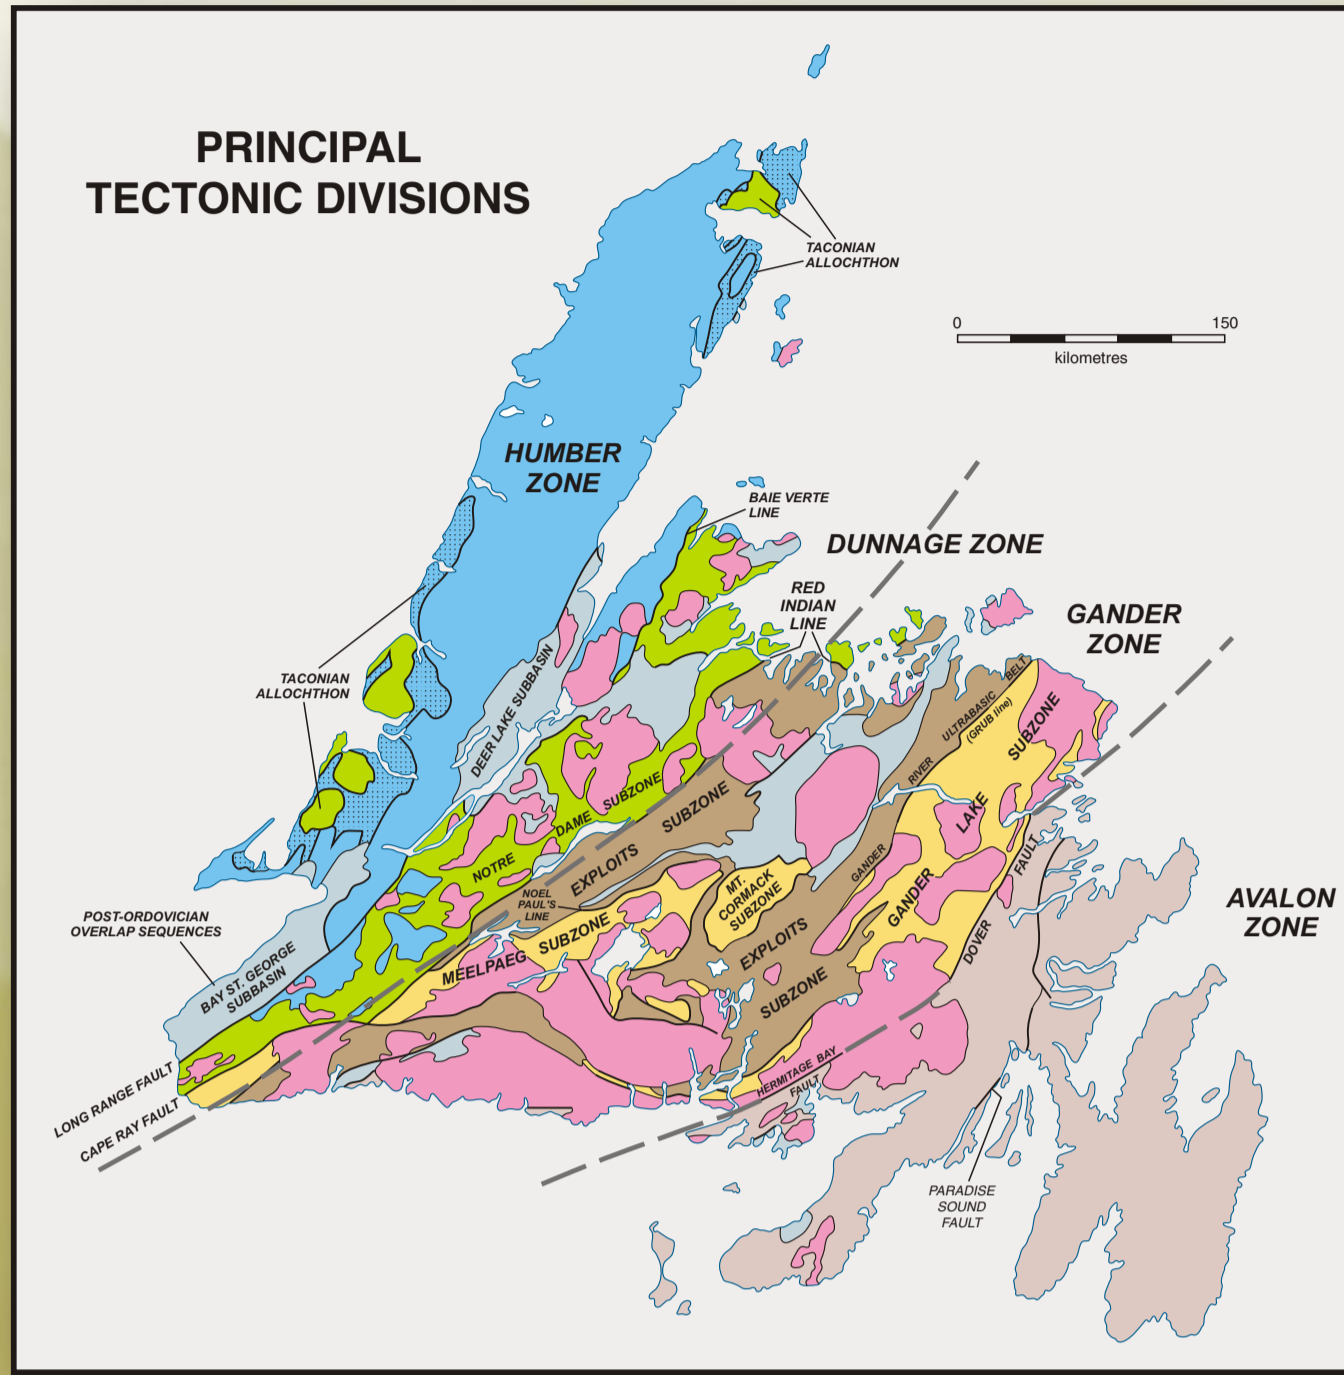 PRINCIPAL
TECTONIC DIVISIONS
TACONIAN
ALLOCHTHON
0 150
kilometres
HUMBER
ZONE
BAIE VERTE
LINE
DUNNAGE ZONE
RED
INDIAN
LINE
GANDER
ZONE
TACONIAN
ALLOCHTHON
DEER LAKE SUBBASIN
ULTRABASIC
BELT
(GRUB line)
RIVER
GANDER
SUBZONE
LAKE
GANDER
NOTRE
DAME
SUBZONE
EXPLOITS
SUBZONE
NOEL
PAUL'S
LINE
MT.
CORMACK
SUBZONE
MEELPAEG
SUBZONE
EXPLOITS
SUBZONE
DOVER
FAULT
AVALON
ZONE
POST-ORDOVICIAN
OVERLAP SEQUENCES
BAY ST. GEORGE
SUBBASIN
LONG RANGE FAULT
CAPE RAY FAULT
HERMITAGE BAY
FAULT
PARADISE
SOUND
FAULT